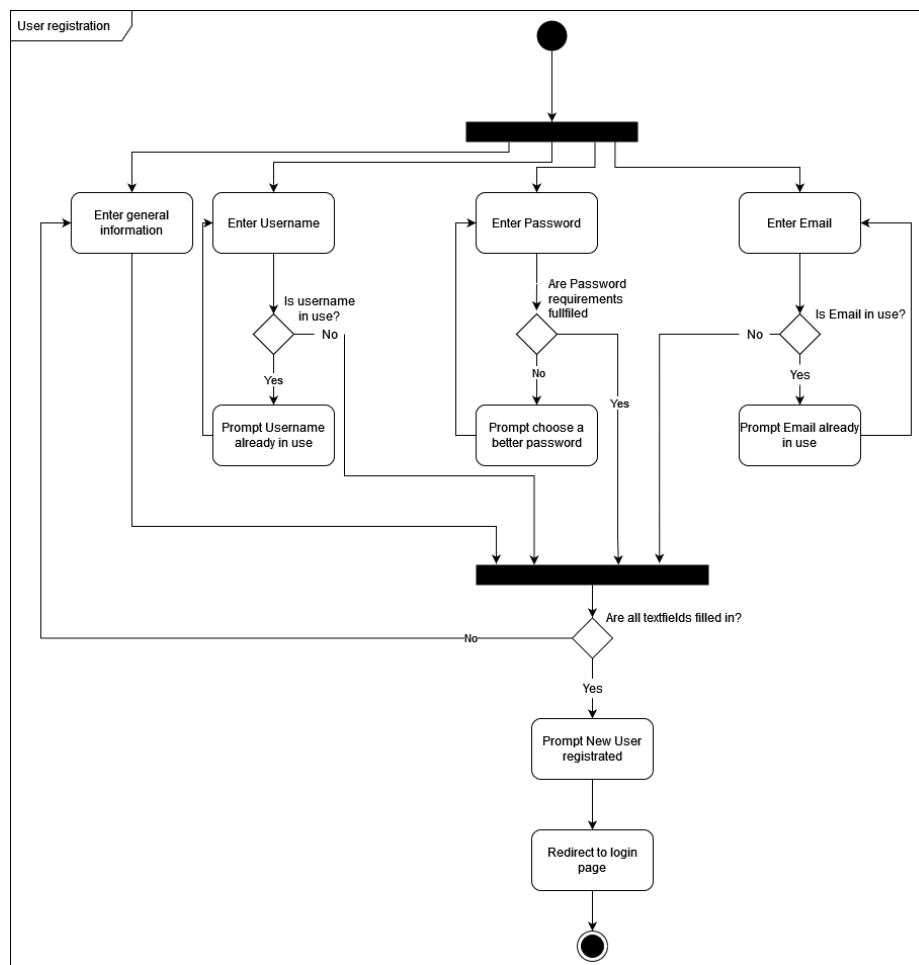 User registration
Enter general
information
Enter Username
Enter Password
Enter Email
Is username
in use?
No
Yes
Prompt Username
already in use
Are Password
requirements
fullfiled
No
Yes
Prompt choose a
better password
Is Email in use?
No
Yes
Prompt Email already
in use
Are all textfields filled in?
No
Yes
Prompt New User
registrated
Redirect to login
page